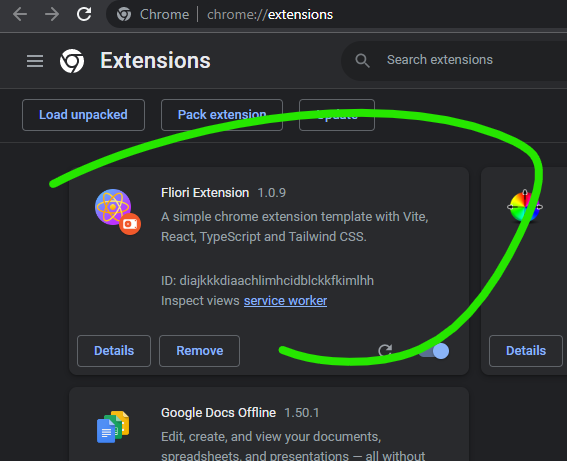 Chrome chrome://extensions
Extensions
Search extensions
Load unpacked
Pack extension
Update
Fliori Extension 1.0.9
A simple chrome extension template with Vite,
React, TypeScript and Tailwind CSS.
ID: diajkkkdiaachlimhcidblckkfkimlhh
Inspect views service worker
Details
Remove
Details
Google Docs Offline 1.50.1
Edit, create, and view your documents,
spreadsheets, and presentations — all without